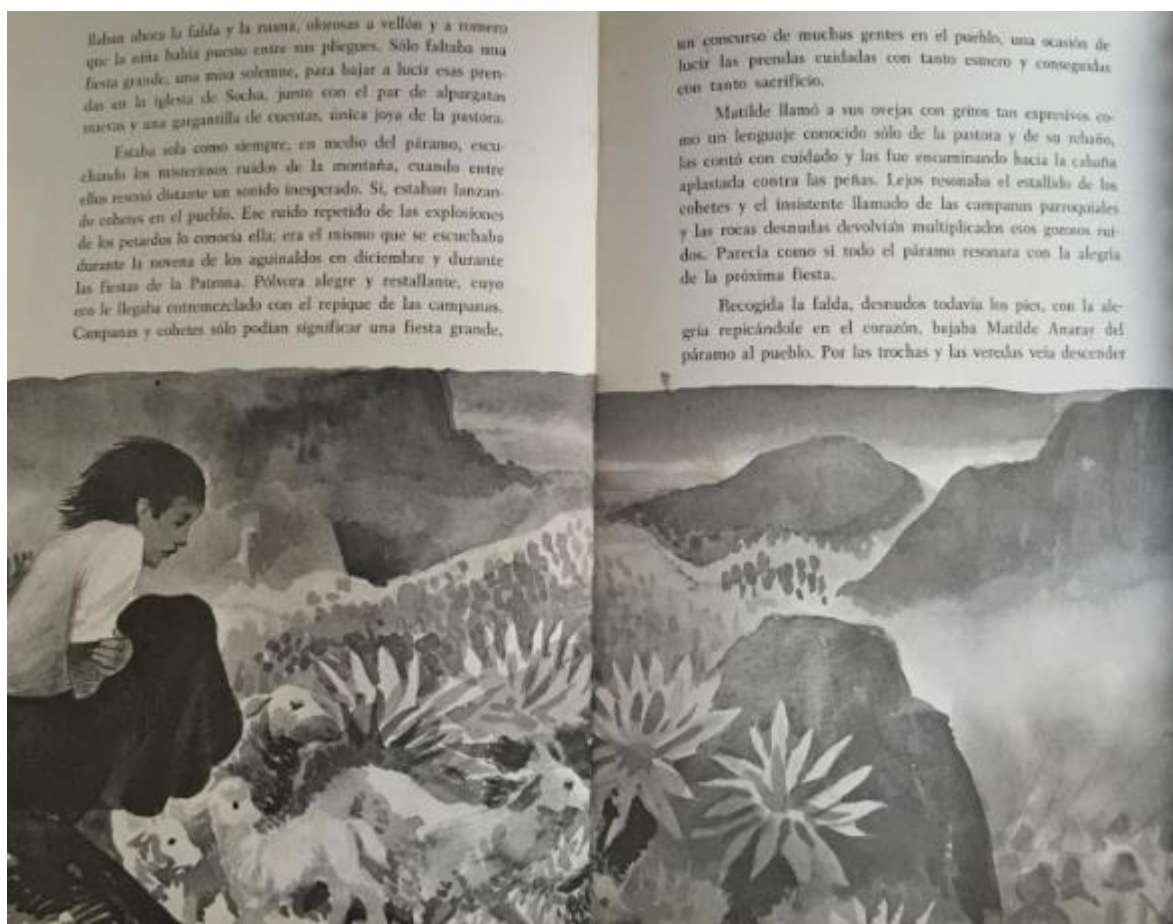 llaban ahora la falda y la ruana, olorosas a vellón y a romero
que la niña había puesto entre sus pliegues. Sólo faltaba una
fiesta grande, una misa solemne, para bajar a lucir esas pren-
das en la iglesia de Socha, junto con el par de alpargatas
nuevas y una gargantilla de cuentas, única joya de la pastora.
Estaba sola como siempre, en medio del páramo, escu-
chando los misteriosos ruidos de la montaña, cuando entre
ellos resonó distante un sonido inesperado. Sí, estaban lanzan-
do cohetes en el pueblo. Ese ruido repetido de las explosiones
de los petardos lo conocía ella; era el mismo que se escuchaba
durante la novena de los aguinaldos en diciembre y durante
las fiestas de la Patrona. Pólvora alegre y restallante, cuyo
eco le llegaba entremezclado con el repique de las campanas.
Campanas y cohetes sólo podían significar una fiesta grande,
un concurso de muchas gentes en el pueblo, una ocasión de
lucir las prendas cuidadas con tanto esmero y conseguidas
con tanto sacrificio.
Matilde llamó a sus ovejas con gritos tan expresivos co-
mo un lenguaje conocido sólo de la pastora y de su rebaño,
las contó con cuidado y las fue encaminando hacia la cabaña
aplastada contra las peñas. Lejos resonaba el estallido de los
cohetes y el insistente llamado de las campanas parroquiales
y las rocas desnudas devolvían multiplicados esos gozosos rui-
dos. Parecía como si todo el páramo resonara con la alegría
de la próxima fiesta.
Recogida la falda, desnudos todavía los pies, con la ale-
gría repicándole en el corazón, bajaba Matilde Anaray del
páramo al pueblo. Por las trochas y las veredas veía descender